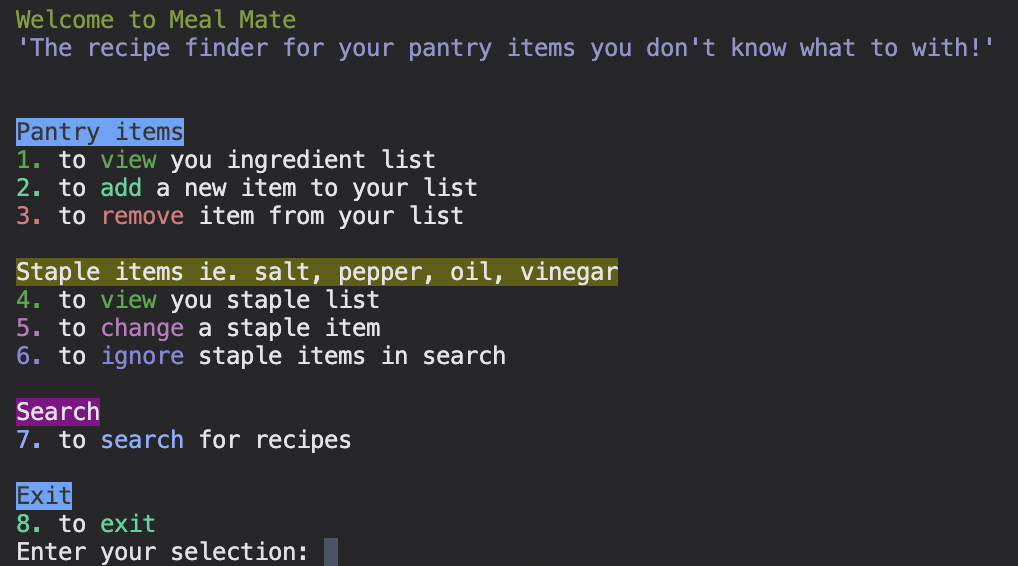 Welcome to Meal Mate
'The recipe finder for your pantry items you don't know what to with!'
Pantry items
1. to view you ingredient list
2. to add a new item to your list
3. to remove item from your list
Staple items ie. salt, pepper, oil, vinegar
4. to view you staple list
5. to change a staple item
6. to ignore staple items in search
Search
7. to search for recipes
Exit
8. to exit
Enter your selection: